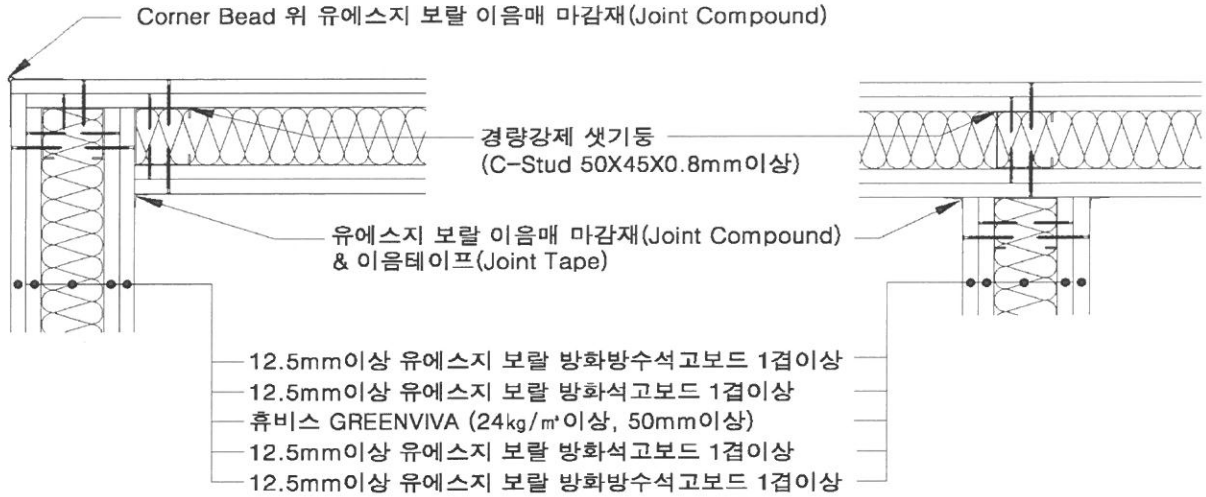 Corner Bead 위 유에스지 보랄 이음매 마감재(Joint Compound)
경량강제 샛기둥
(C-Stud 50X45X0.8mm이상)
유에스지 보랄 이음매 마감재(Joint Compound)
& 이음테이프(Joint Tape)
12.5mm이상 유에스지 보랄 방화방수석고보드 1겹이상
12.5mm이상 유에스지 보랄 방화석고보드 1겹이상
휴비스 GREENVIVA (24kg/㎥이상, 50mm이상)
12.5mm이상 유에스지 보랄 방화석고보드 1겹이상
12.5mm이상 유에스지 보랄 방화방수석고보드 1겹이상